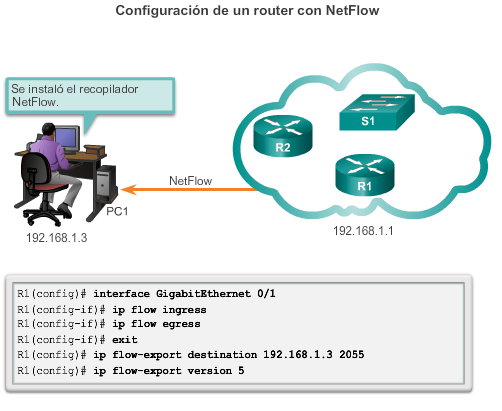 Configuración de un router con NetFlow
Se instaló el recopilador
NetFlow.
S1
R2
R1
NetFlow
PC1
192.168.1.3
192.168.1.1
R1(config)# interface GigabitEthernet 0/1
R1(config-if)# ip flow ingress
R1(config-if)# ip flow egress
R1(config-if)# exit
R1(config)# ip flow-export destination 192.168.1.3 2055
R1(config)# ip flow-export version 5